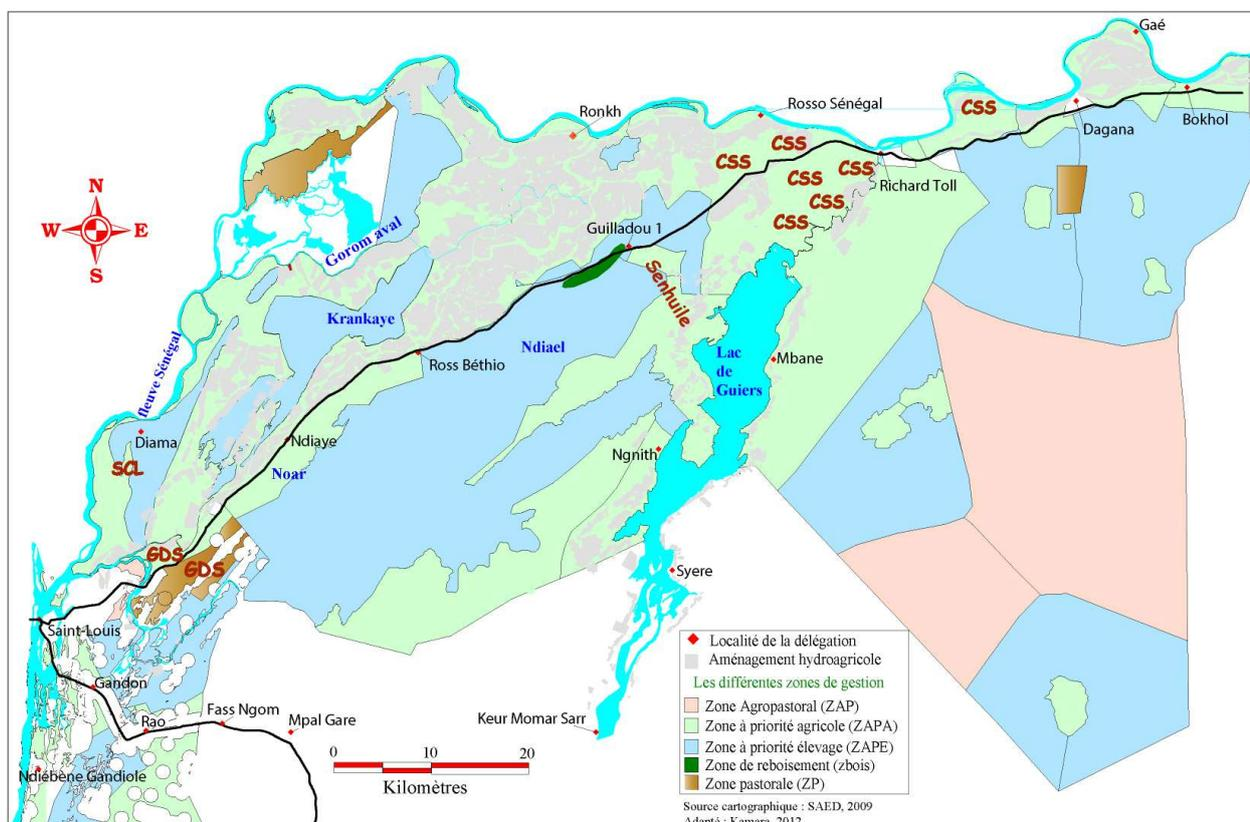 Gaé
Rosso Sénégal
CSS
Ronkh
Dagana
Bokhol
CSS
CSS
CSS
CSS
Richard Toll
CSS
CSS
N
W
E
S
Guilladou 1
Gorom aval
Senhuile
Krankaye
Ndiael
fleuve Sénégal
Ross Béthio
Lac
de
Guiers
Mbane
Diama
Ndiaye
Ngnith
SCL
Noar
GDS
GDS
Syere
Saint-Louis
Gandon
Rao
Fass Ngom
Mpal Gare
Keur Momar Sarr
Ndiébène Gandiole
0 10 20
Kilomètres
Localité de la délégation
Aménagement hydroagricole
Les différentes zones de gestion
Zone Agropastoral (ZAP)
Zone à priorité agricole (ZAPA)
Zone à priorité élevage (ZAPE)
Zone de reboisement (zbois)
Zone pastorale (ZP)
Source cartographique : SAED, 2009
Adapté : Kamara, 2012